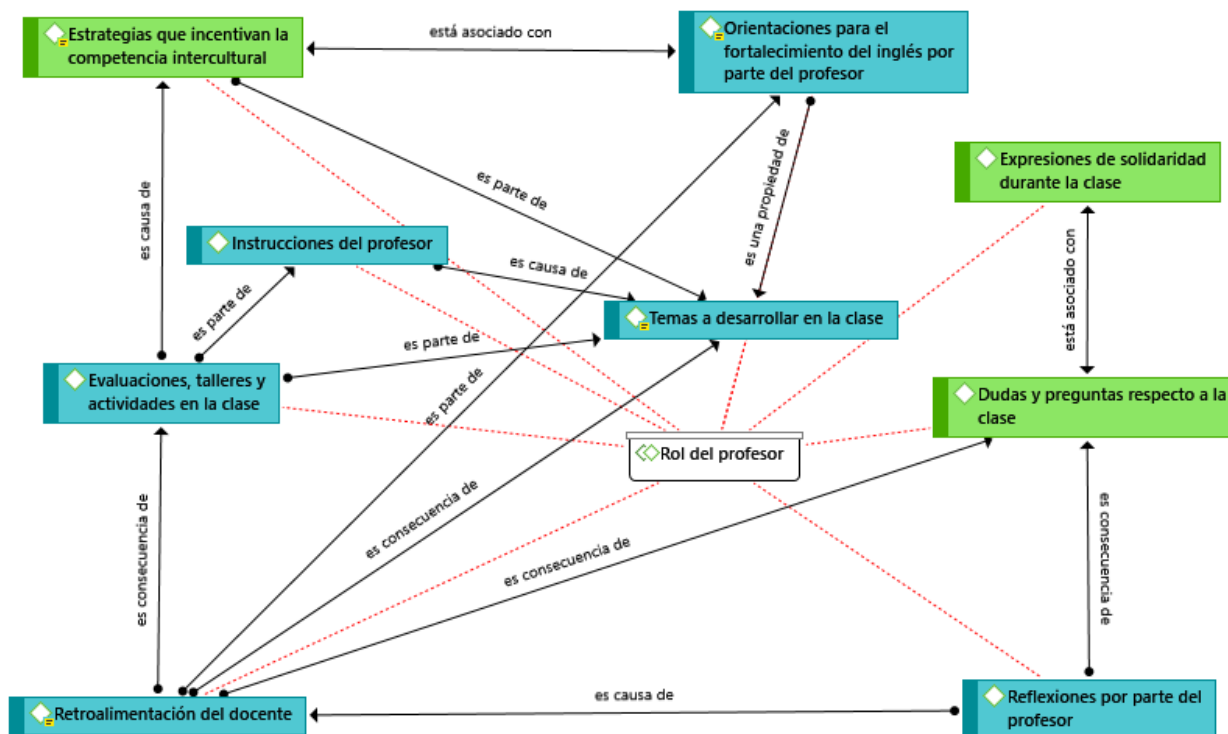 Estrategias que incentivan la
competencia intercultural
está asociado con
Orientaciones para el
fortalecimiento del inglés por
parte del profesor
es causa de
es parte de
es una propiedad de
Expresiones de solidaridad
durante la clase
Instrucciones del profesor
es causa de
es parte de
está asociado con
Temas a desarrollar en la clase
es parte de
Evaluaciones, talleres y
actividades en la clase
es parte de
Dudas y preguntas respecto a la
clase
Rol del profesor
es consecuencia de
es consecuencia de
es consecuencia de
es consecuencia de
Retroalimentación del docente
es causa de
Reflexiones por parte del
profesor